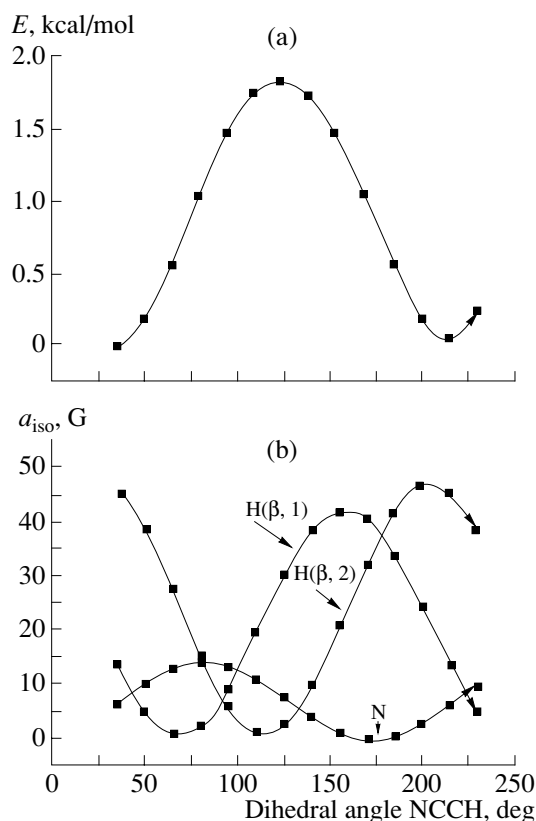 E, kcal/mol
(a)
2.0
1.5
1.0
0.5
0
a_iso, G
(b)
50
40
30
20
10
0
H(β, 1)
H(β, 2)
N
0 50 100 150 200 250
Dihedral angle NCCH, deg